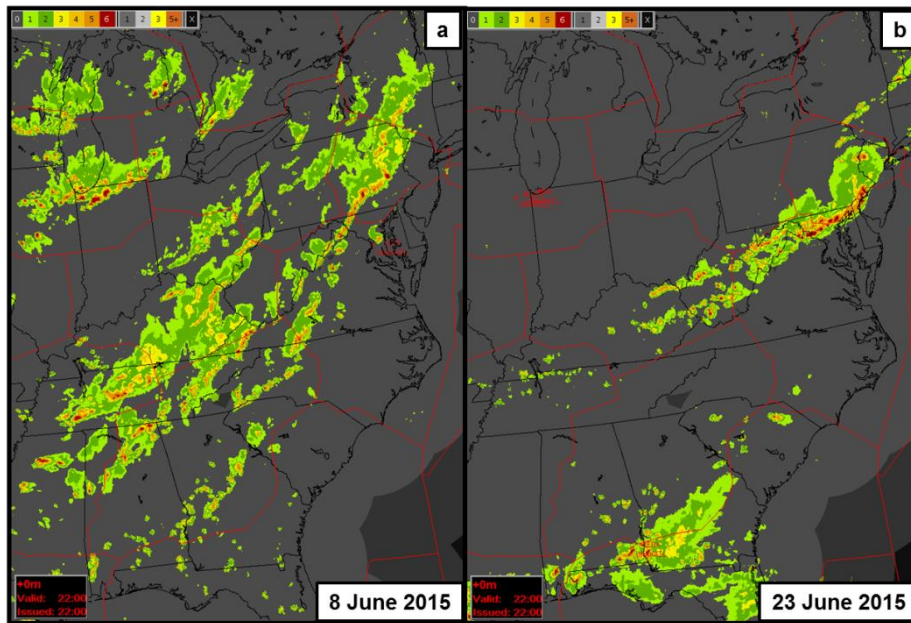 0 1 2 3 4 5 6 1 2 3 5+ X
a
+0m
Valid: 22:00
Issued: 22:00
8 June 2015
0 1 2 3 4 5 6 1 2 3 5+ X
b
+0m
Valid: 22:00
Issued: 22:00
23 June 2015